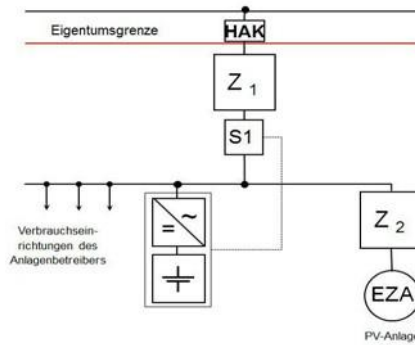 Eigentumsgrenze
HAK
Z 1
S1
Verbrauchsein-
richtungen des
Anlagenbetreibers
= ~
Z 2
EZA
PV-Anlage